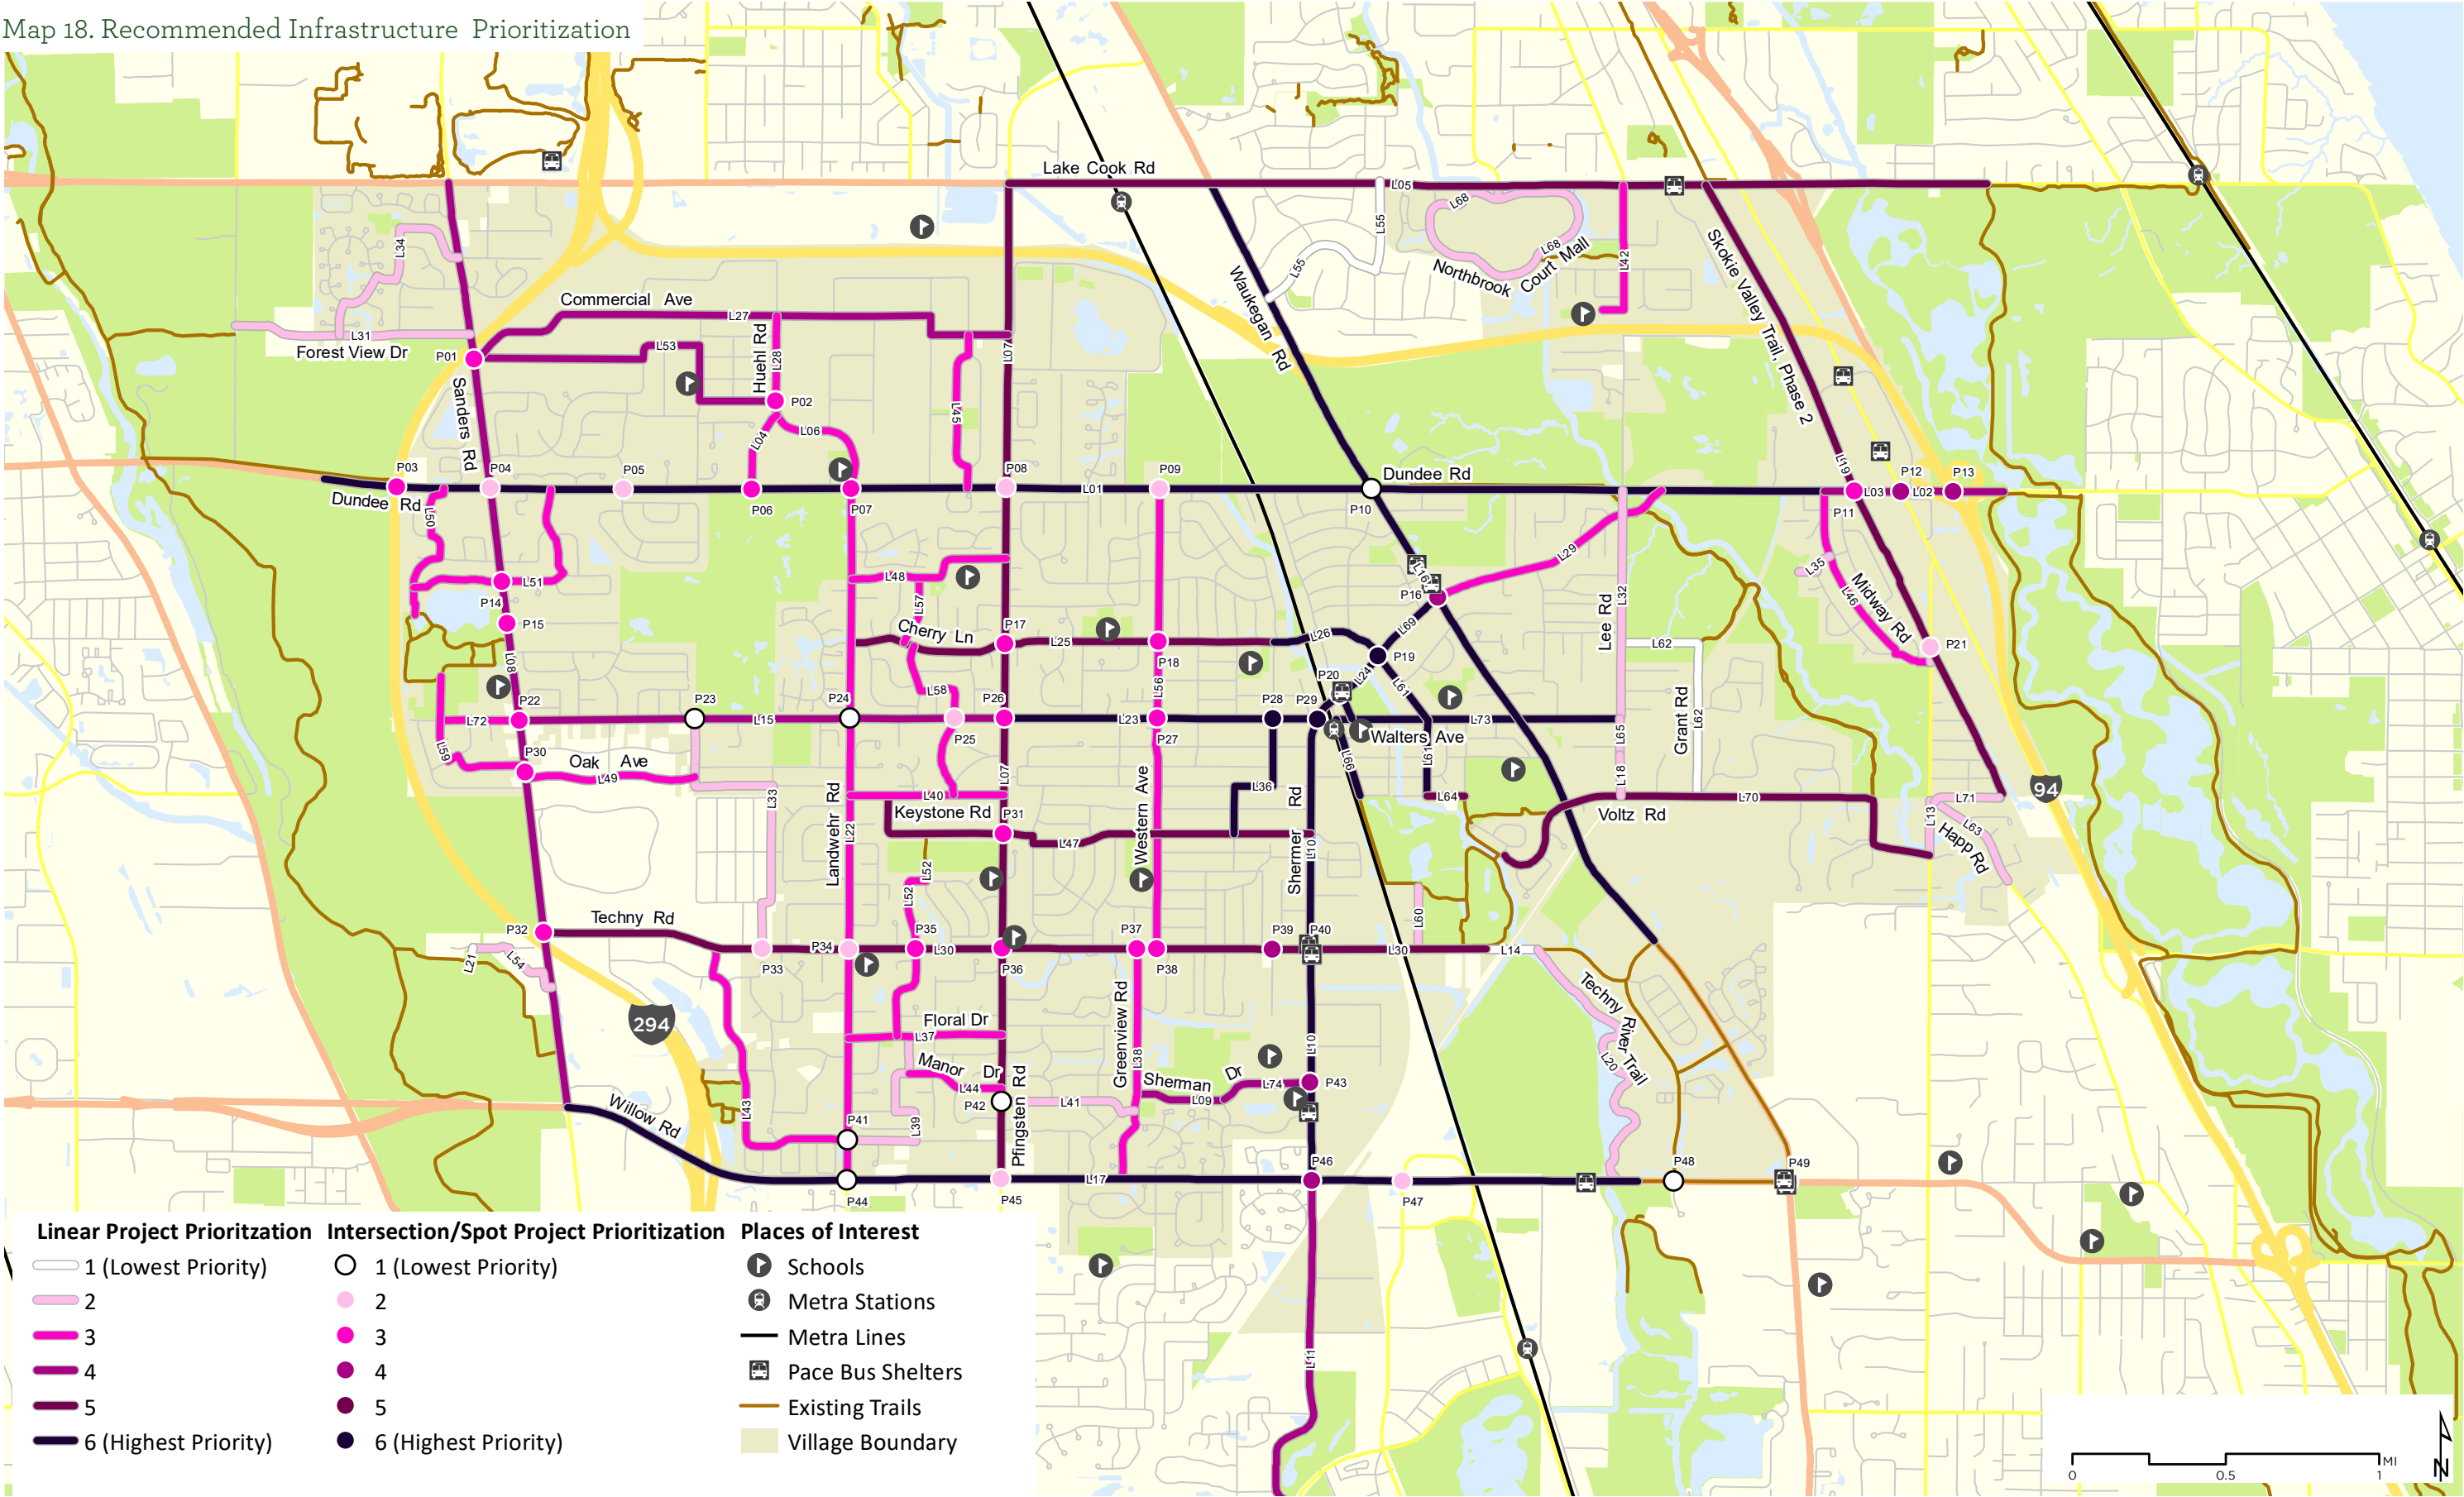 Map 18. Recommended Infrastructure Prioritization
Lake Cook Rd
L05
L68
L55
L34
L68
Northbrook Court Mall
L42
L55
Skokie Valley Trail, Phase 2
Waukegan Rd
Commercial Ave
L27
L31
Forest View Dr
P01
L53
Huehl Rd
L28
L07
P02
Sanders Rd
L04
L06
L45
P03
P04
P05
P08
P09
Dundee Rd
L19
P12
P13
Dundee Rd
L50
P06
P07
L01
P10
L03
L02
P11
L51
P14
L48
L16
P16
L29
L35
L46
Midway Rd
P15
L57
Cherry Ln
P17
L25
L26
L69
Lee Rd
L32
L62
P21
L08
P18
P19
P20
L24
L61
P22
P23
P24
L58
P26
L56
P28
P29
Grant Rd
L62
L72
L15
P25
L23
P27
L73
Walters Ave
L65
L59
P30
Oak Ave
L49
L33
Landwehr Rd
L22
L40
Keystone Rd
L07
P31
L47
Western Ave
L36
Shermer Rd
L10
L66
L61
L64
L18
Voltz Rd
L70
L71
L13
L63
Happ Rd
94
L52
L52
L60
P32
Techny Rd
P34
P35
L30
P37
P39
P40
L30
L14
L21
L54
P33
P36
P38
294
Floral Dr
L37
Greenview Rd
L38
L10
Techny River Trail
L20
Manor Dr
L44
P42
Pfingsten Rd
L41
Sherman Dr
L09
L74
P43
Willow Rd
L43
P41
L39
P44
P45
L17
P46
P47
P48
P49
L11
Linear Project Prioritzation
1 (Lowest Priority)
2
3
4
5
6 (Highest Priority)
Intersection/Spot Project Prioritization
1 (Lowest Priority)
2
3
4
5
6 (Highest Priority)
Places of Interest
Schools
Metra Stations
Metra Lines
Pace Bus Shelters
Existing Trails
Village Boundary
0
0.5
1
MI
N